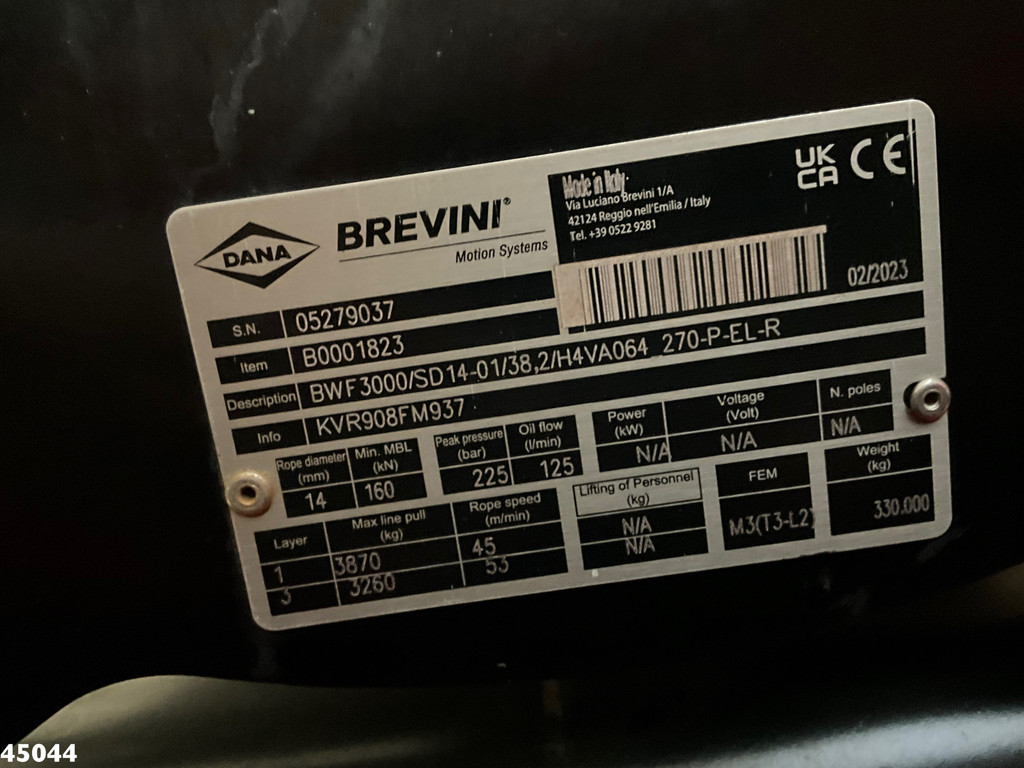 DANA
BREVINI®
Motion Systems
Made in Italy
Via Luciano Brevini 1/A
42124 Reggio nell'Emilia / Italy
Tel. +39 0522 9281
UK
CA CE
02/2023
S.N. 05279037
Item B0001823
Description BWF3000/SD14-01/38,2/H4VA064_270-P-EL-R
Info KVR908FM937
Rope diameter (mm) 14
Min. MBL (kN) 160
Peak pressure (bar) 225
Oil flow (l/min) 125
Power (kW) N/A
Voltage (Volt) N/A
N. poles N/A
Layer Max line pull (kg) Rope speed (m/min)
1 3870 45
3 3260 53
Lifting of Personnel (kg)
N/A
N/A
FEM M3(T3-L2)
Weight (kg) 330.000
45044